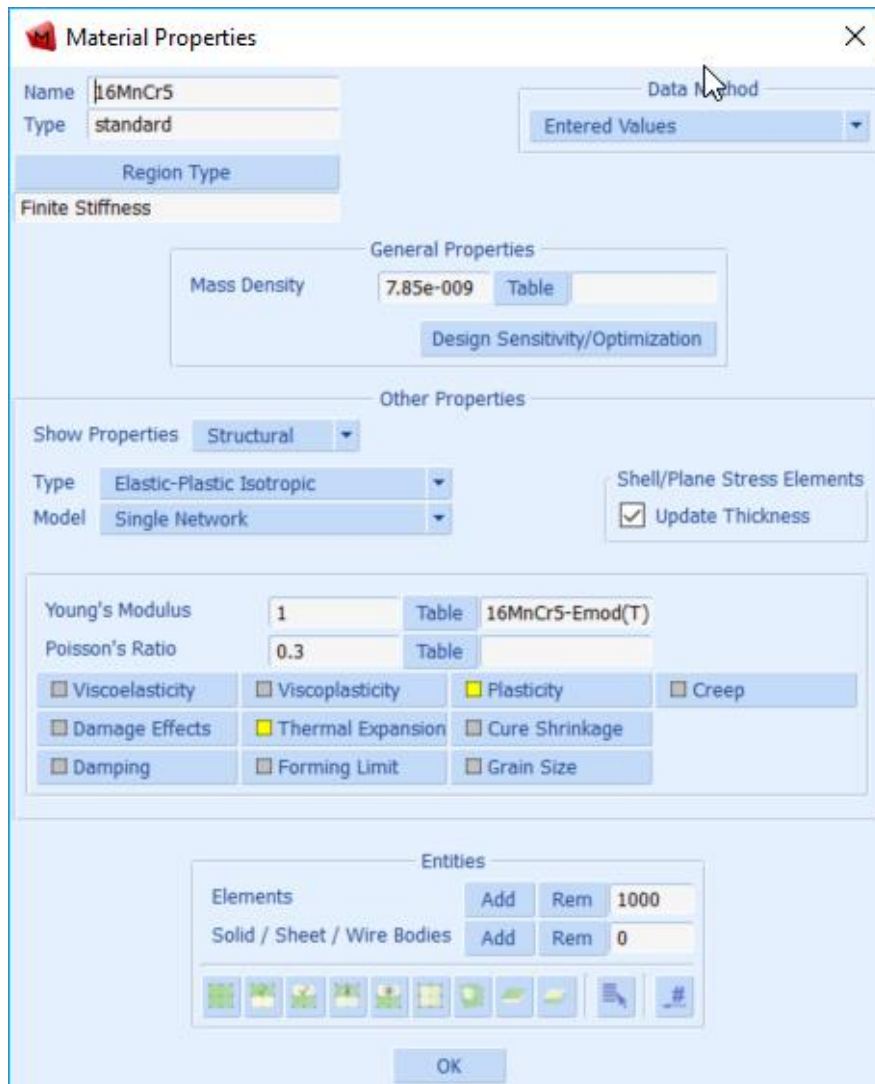 Material Properties
Name 16MnCr5
Type standard
Data Method
Entered Values
Region Type
Finite Stiffness
General Properties
Mass Density 7.85e-009 Table
Design Sensitivity/Optimization
Other Properties
Show Properties Structural
Type Elastic-Plastic Isotropic
Model Single Network
Shell/Plane Stress Elements
Update Thickness
Young's Modulus 1 Table 16MnCr5-Emod(T)
Poisson's Ratio 0.3 Table
Viscoelasticity Viscoplasticity Plasticity Creep
Damage Effects Thermal Expansion Cure Shrinkage
Damping Forming Limit Grain Size
Entities
Elements Add Rem 1000
Solid / Sheet / Wire Bodies Add Rem 0
_#
OK